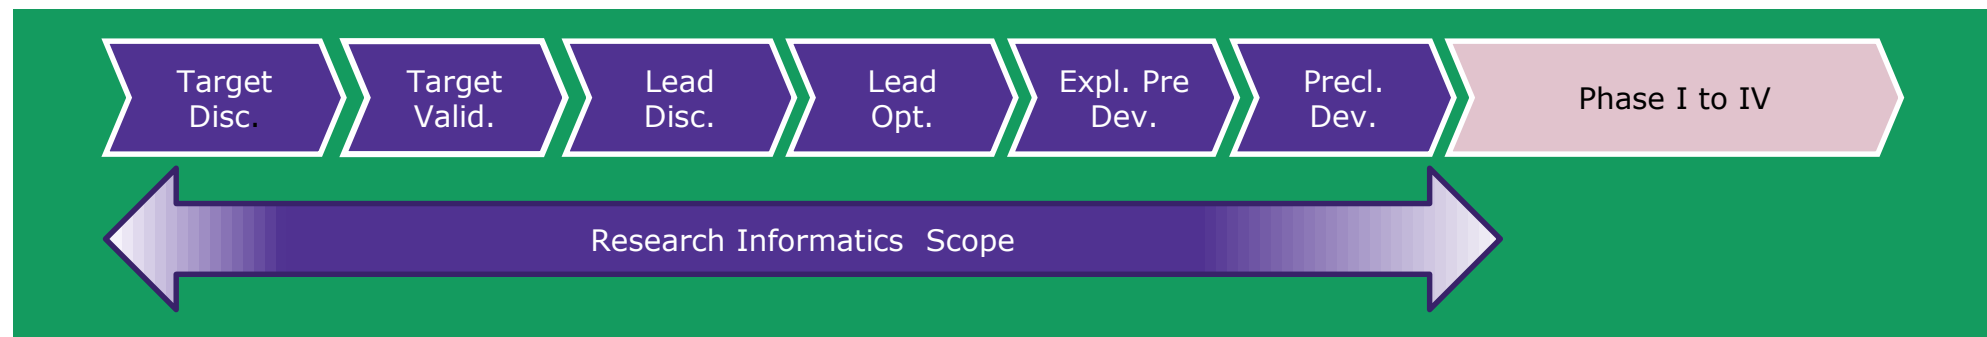 Target
Disc.
Target
Valid.
Lead
Disc.
Lead
Opt.
Expl. Pre
Dev.
Precl.
Dev.
Phase I to IV
Research Informatics  Scope